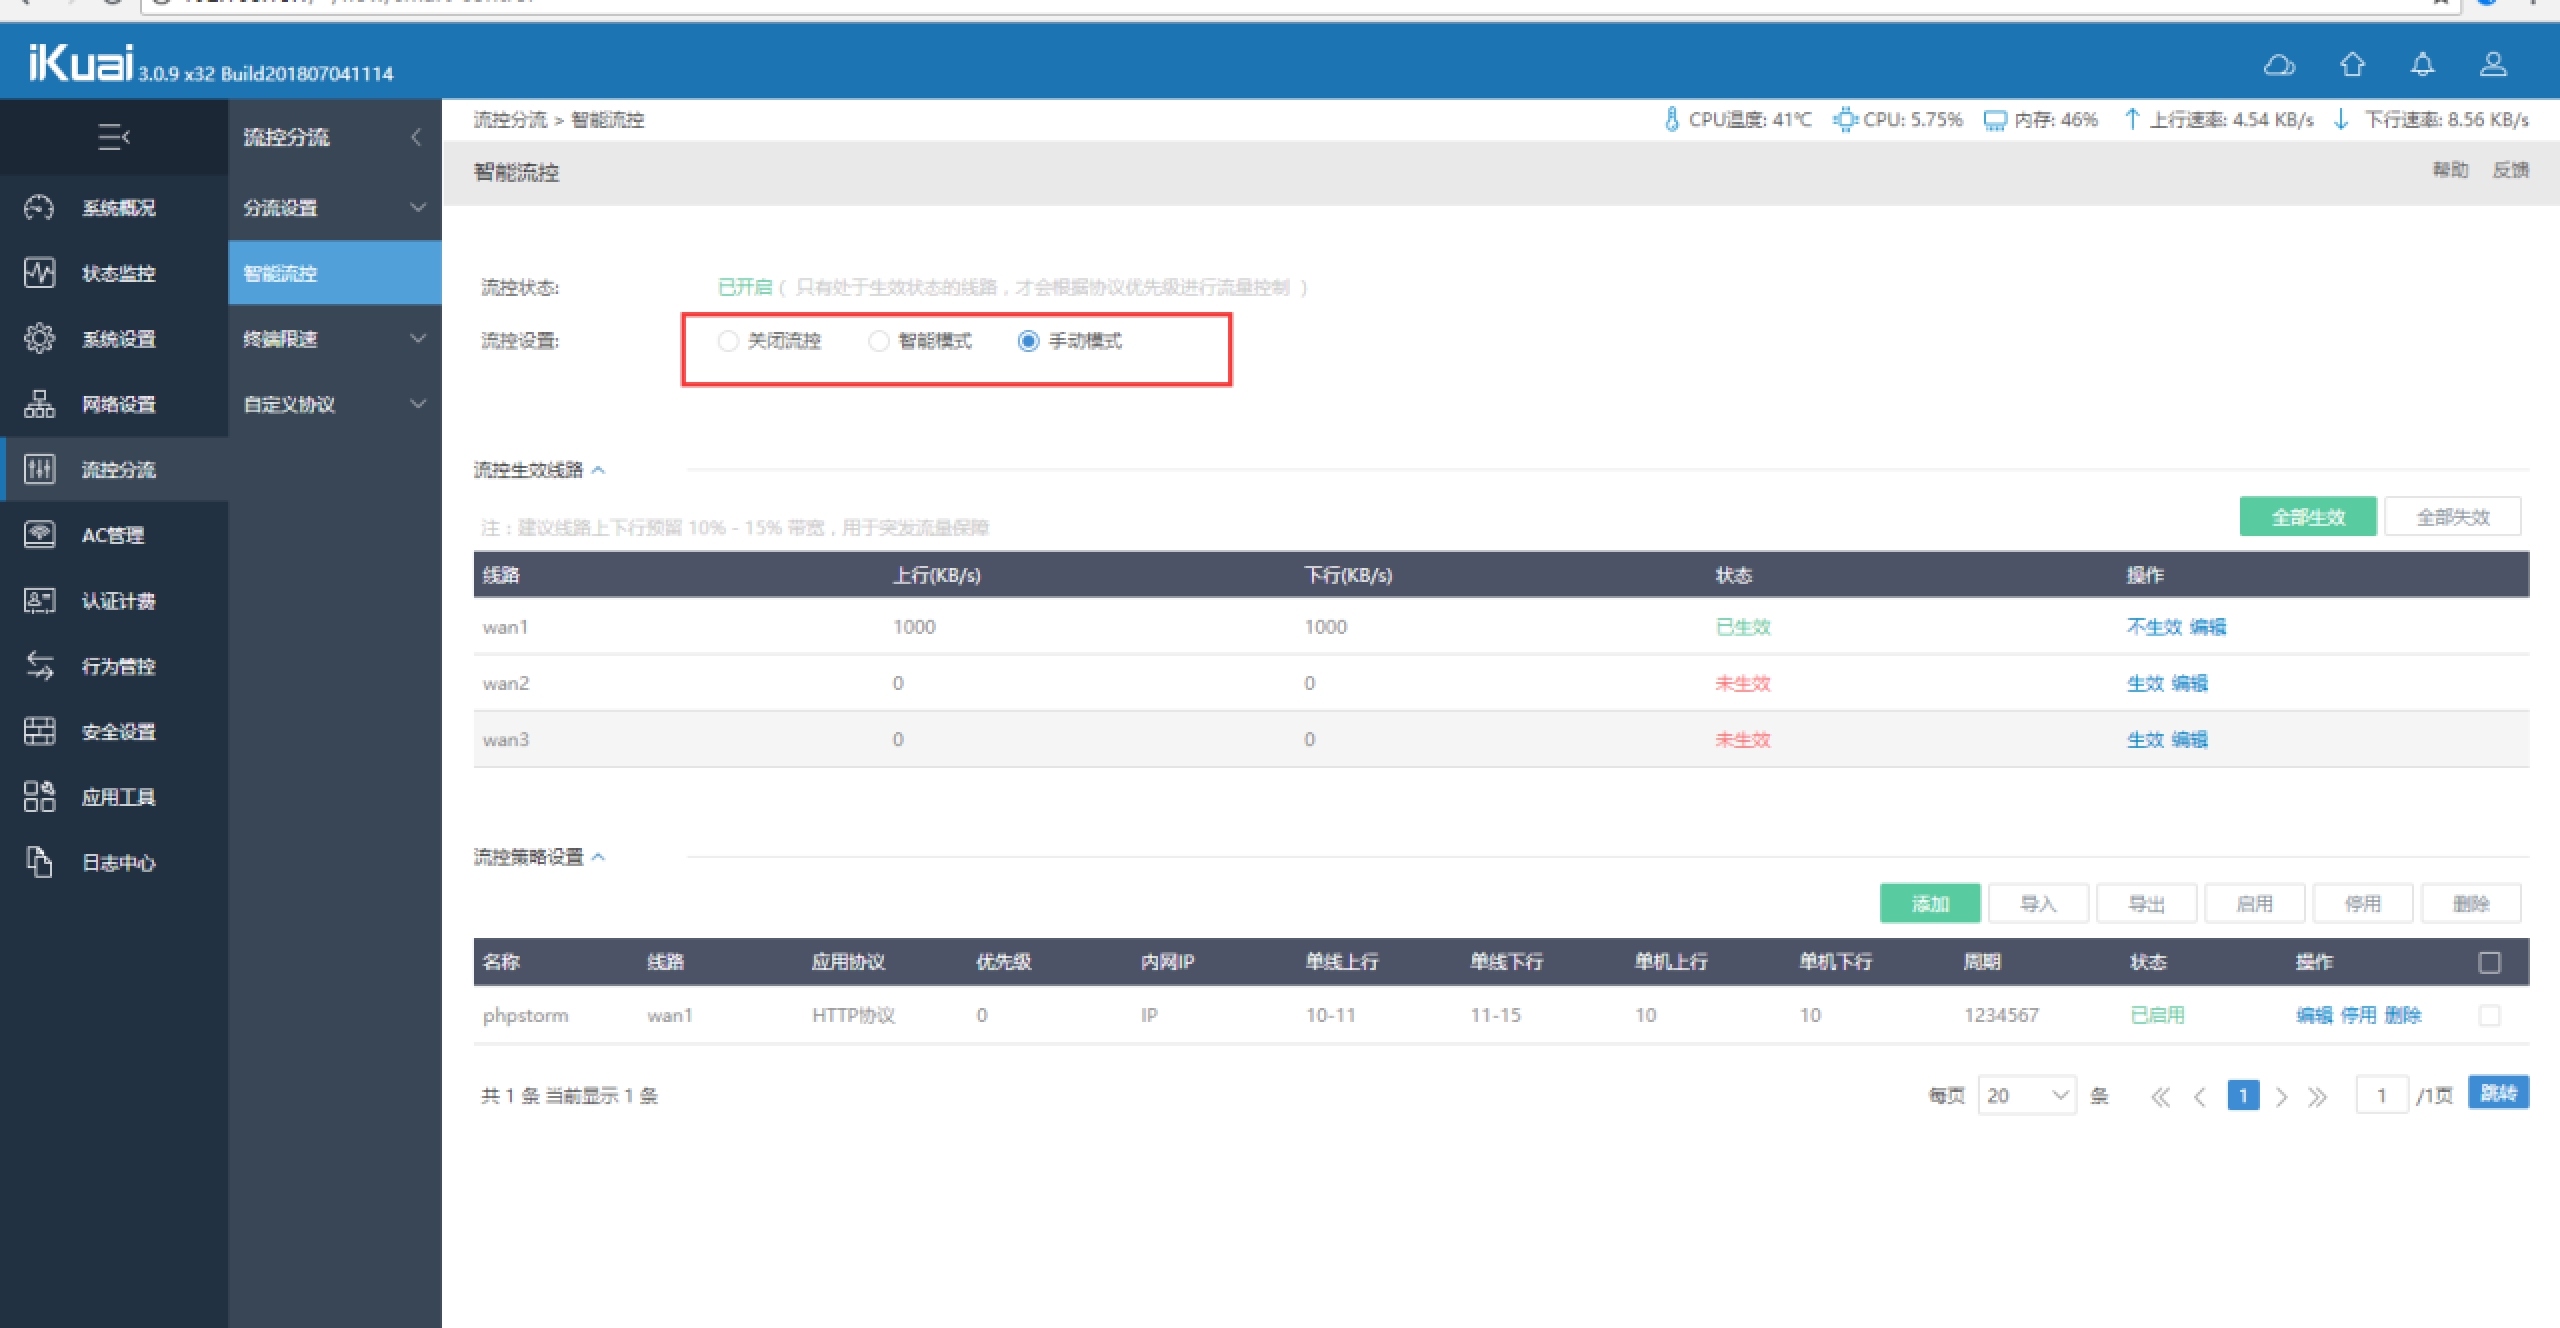 iKuai 3.0.9 x32 Build201807041114
流控分流 > 智能流控
CPU温度: 41℃ CPU: 5.75% 内存: 46% 上行速率: 4.54 KB/s 下行速率: 8.56 KB/s
智能流控
帮助 反馈
系统概况
状态监控
系统设置
网络设置
流控分流
AC管理
认证计费
行为管控
安全设置
应用工具
日志中心
流控分流
分流设置
智能流控
终端限速
自定义协议
流控状态: 已开启 ( 只有处于生效状态的线路，才会根据协议优先级进行流量控制 )
流控设置: 关闭流控 智能模式 手动模式
流控生效线路
注：建议线路上下行预留 10% - 15% 带宽，用于突发流量保障
全部生效 全部失效
线路 上行(KB/s) 下行(KB/s) 状态 操作
wan1 1000 1000 已生效 不生效 编辑
wan2 0 0 未生效 生效 编辑
wan3 0 0 未生效 生效 编辑
流控策略设置
添加 导入 导出 启用 停用 删除
名称 线路 应用协议 优先级 内网IP 单线上行 单线下行 单机上行 单机下行 周期 状态 操作
phpstorm wan1 HTTP协议 0 IP 10-11 11-15 10 10 1234567 已启用 编辑 停用 删除
共 1 条 当前显示 1 条
每页 20 条 1 1 /1页 跳转